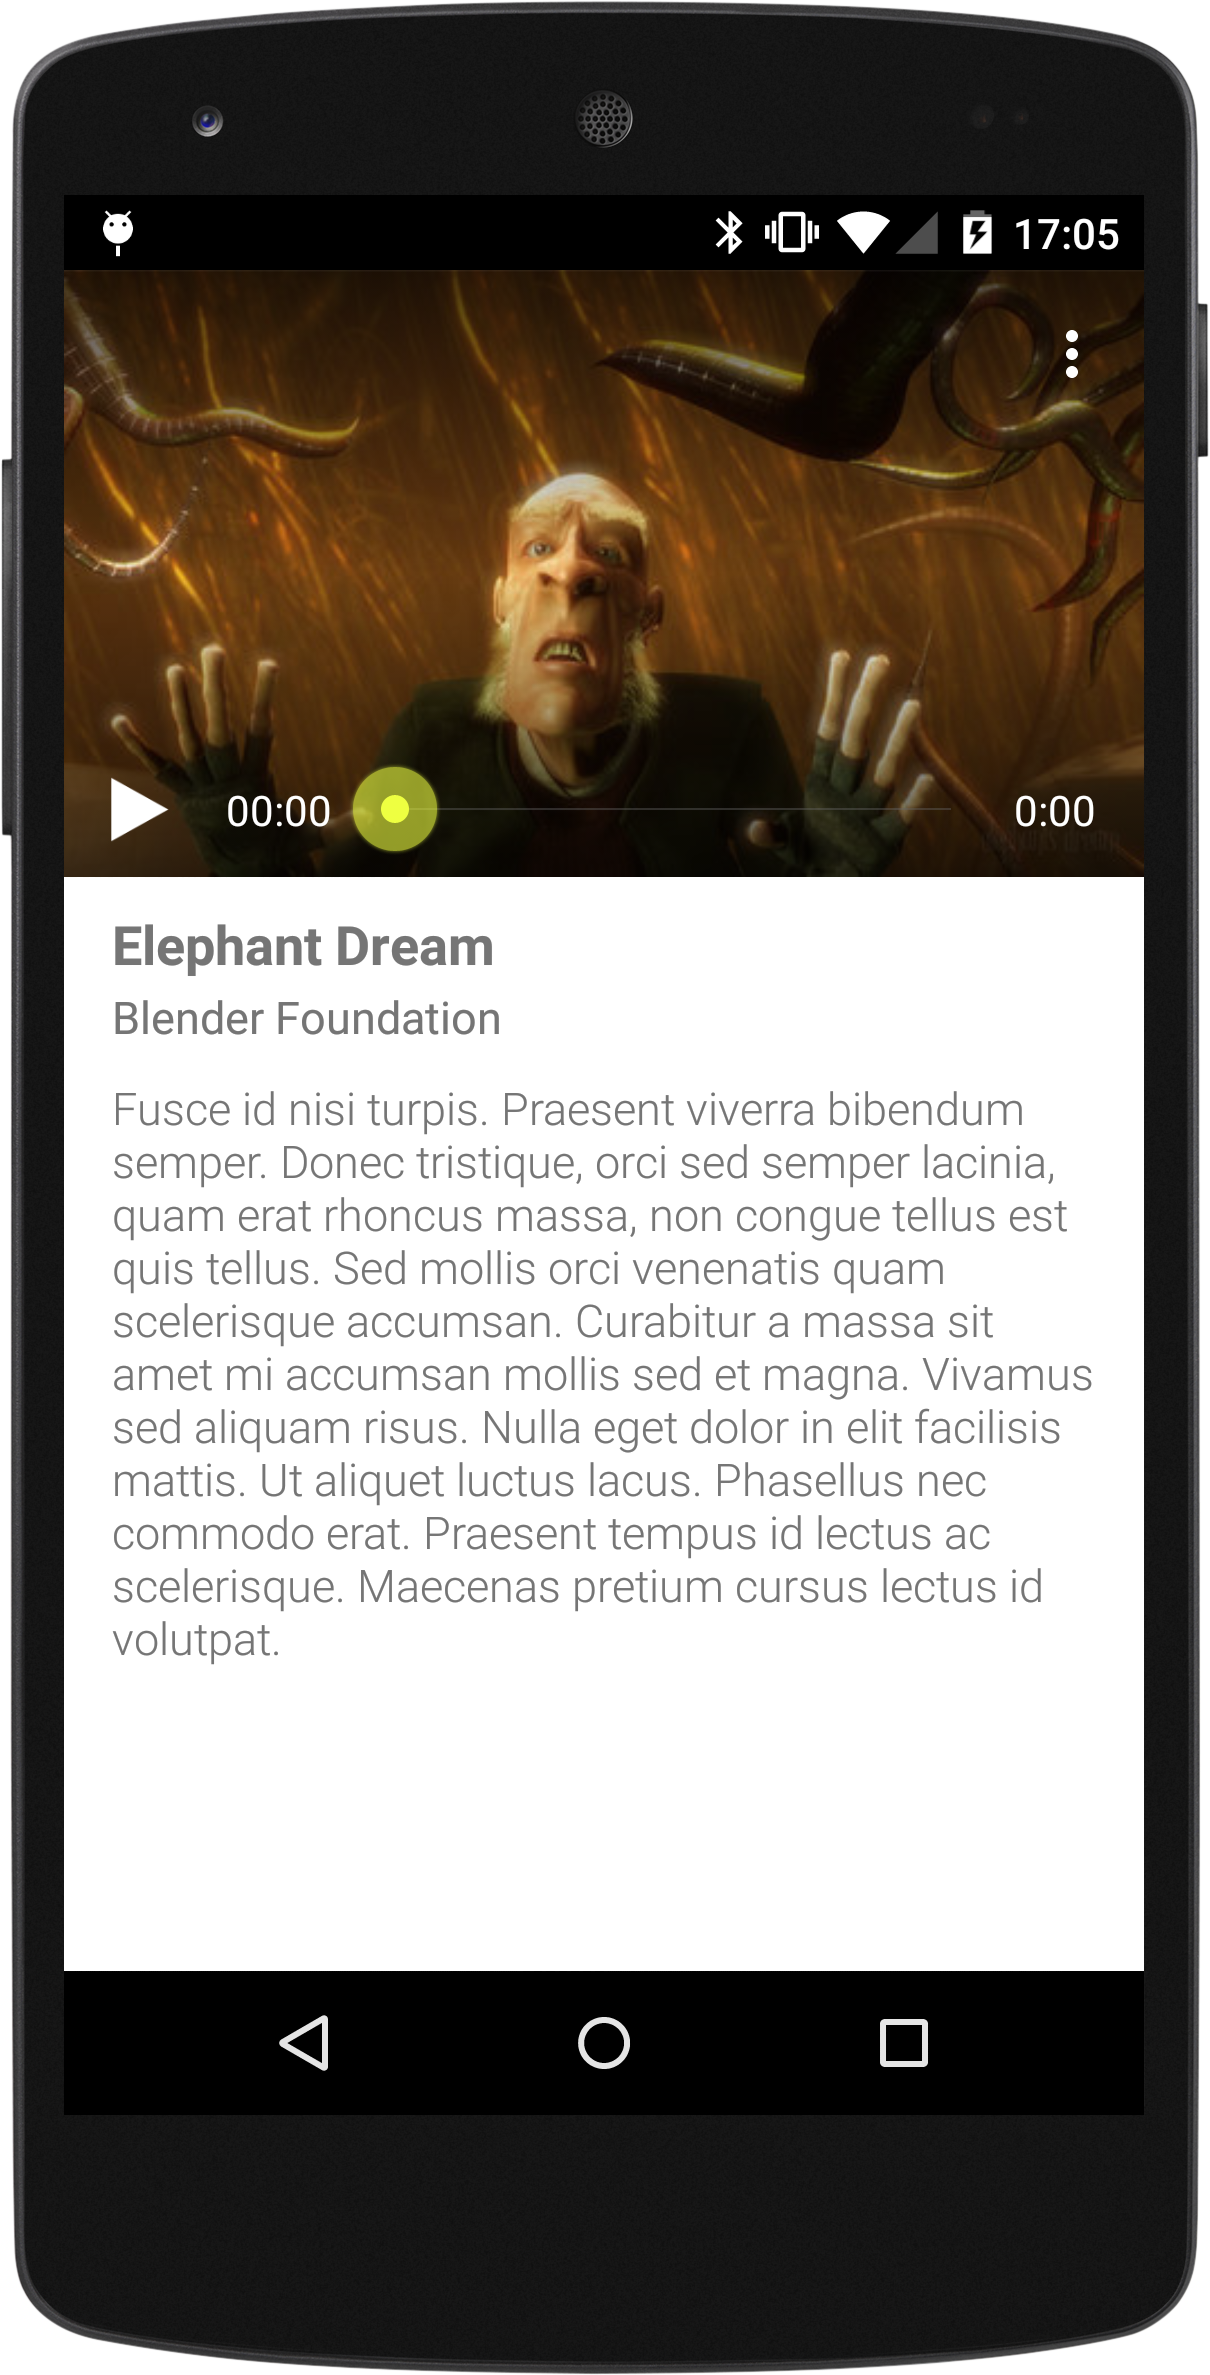 17:05
00:00 0:00
Elephant Dream
Blender Foundation
Fusce id nisi turpis. Praesent viverra bibendum
semper. Donec tristique, orci sed semper lacinia,
quam erat rhoncus massa, non congue tellus est
quis tellus. Sed mollis orci venenatis quam
scelerisque accumsan. Curabitur a massa sit
amet mi accumsan mollis sed et magna. Vivamus
sed aliquam risus. Nulla eget dolor in elit facilisis
mattis. Ut aliquet luctus lacus. Phasellus nec
commodo erat. Praesent tempus id lectus ac
scelerisque. Maecenas pretium cursus lectus id
volutpat.